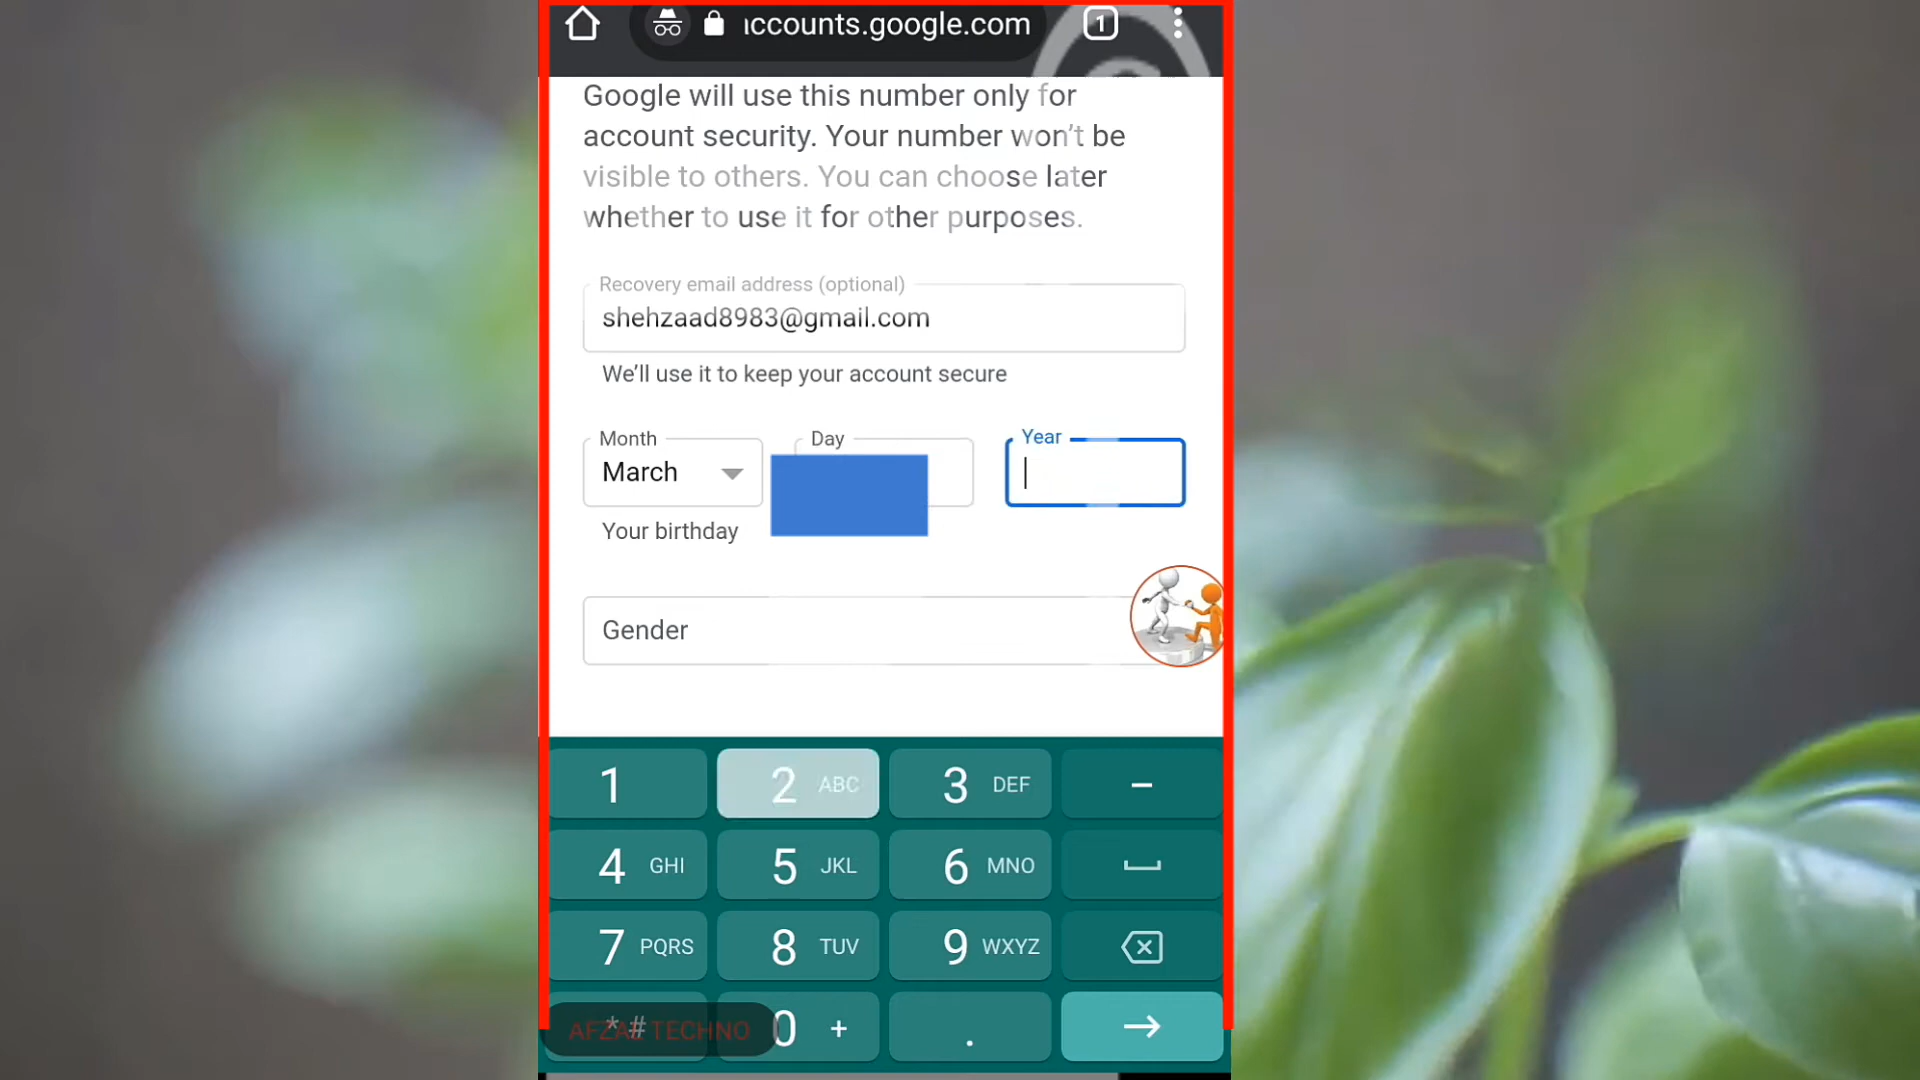 ccounts.google.com
1
Google will use this number only for
account security. Your number won't be
visible to others. You can choose later
whether to use it for other purposes.
Recovery email address (optional)
shehzaad8983@gmail.com
We'll use it to keep your account secure
Month
Day
Year
March
Your birthday
Gender
1
2 ABC
3 DEF
-
4 GHI
5 JKL
6 MNO
7 PQRS
8 TUV
9 WXYZ
* #
0 +
.
AFZAL TECHNO